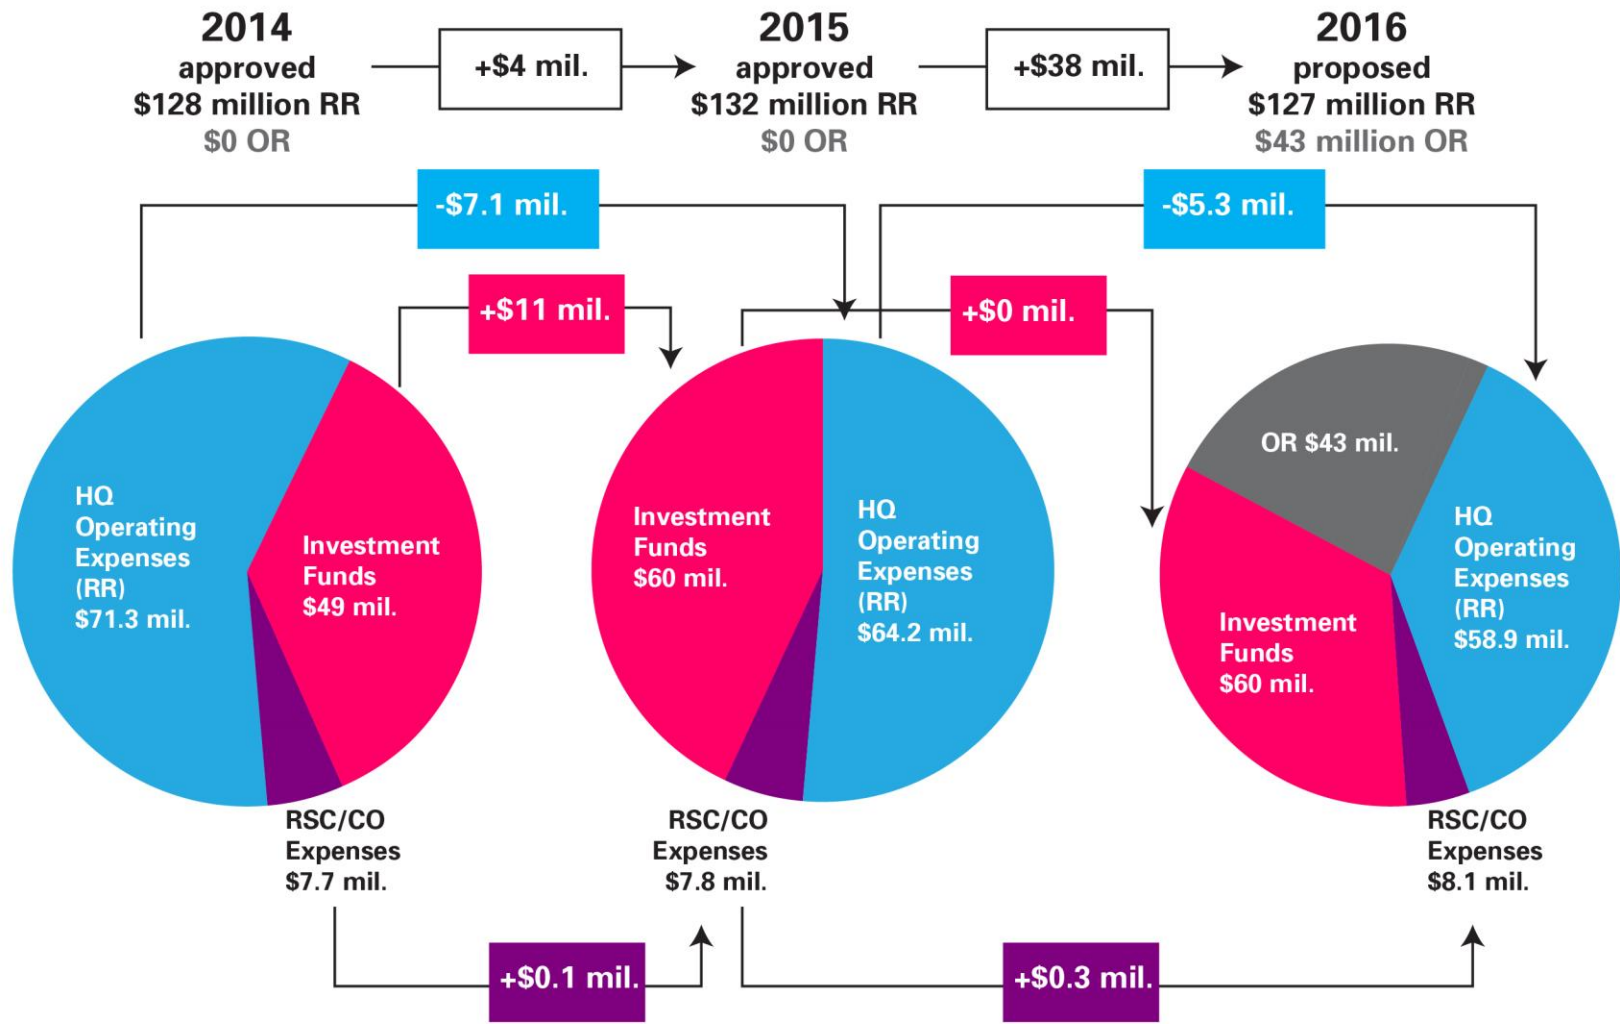 2014
approved
$128 million RR
$0 OR
+$4 mil.
2015
approved
$132 million RR
$0 OR
+$38 mil.
2016
proposed
$127 million RR
$43 million OR
-$7.1 mil.
-$5.3 mil.
+$11 mil.
+$0 mil.
HQ
Operating
Expenses
(RR)
$71.3 mil.
Investment
Funds
$49 mil.
Investment
Funds
$60 mil.
HQ
Operating
Expenses
(RR)
$64.2 mil.
OR $43 mil.
HQ
Operating
Expenses
(RR)
$58.9 mil.
Investment
Funds
$60 mil.
RSC/CO
Expenses
$7.7 mil.
RSC/CO
Expenses
$7.8 mil.
RSC/CO
Expenses
$8.1 mil.
+$0.1 mil.
+$0.3 mil.